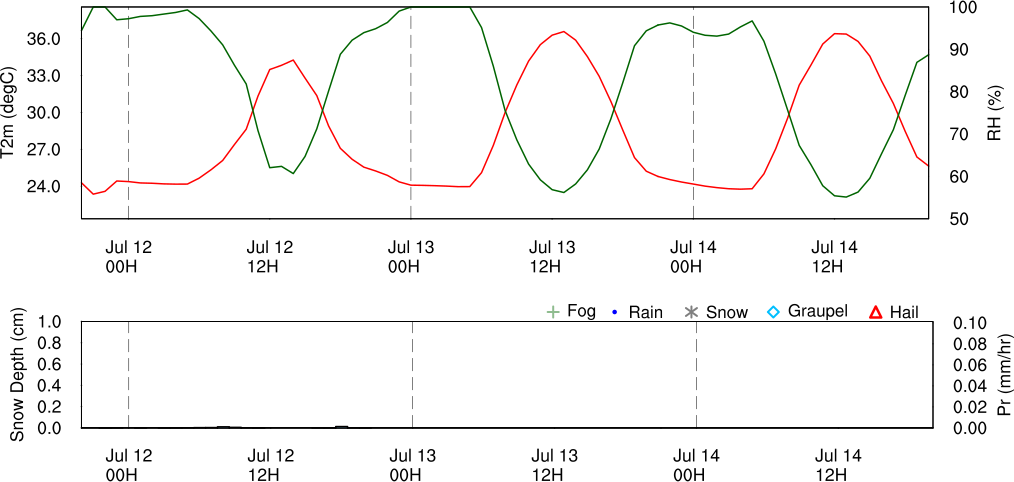 T2m (degC)
36.0
33.0
30.0
27.0
24.0
100
90
80
70
60
50
RH (%)
Jul 12 Jul 12 Jul 13 Jul 13 Jul 14 Jul 14
00H 12H 00H 12H 00H 12H
Fog Rain Snow Graupel Hail
Snow Depth (cm)
1.0
0.8
0.6
0.4
0.2
0.0
0.10
0.08
0.06
0.04
0.02
0.00
Pr (mm/hr)
Jul 12 Jul 12 Jul 13 Jul 13 Jul 14 Jul 14
00H 12H 00H 12H 00H 12H